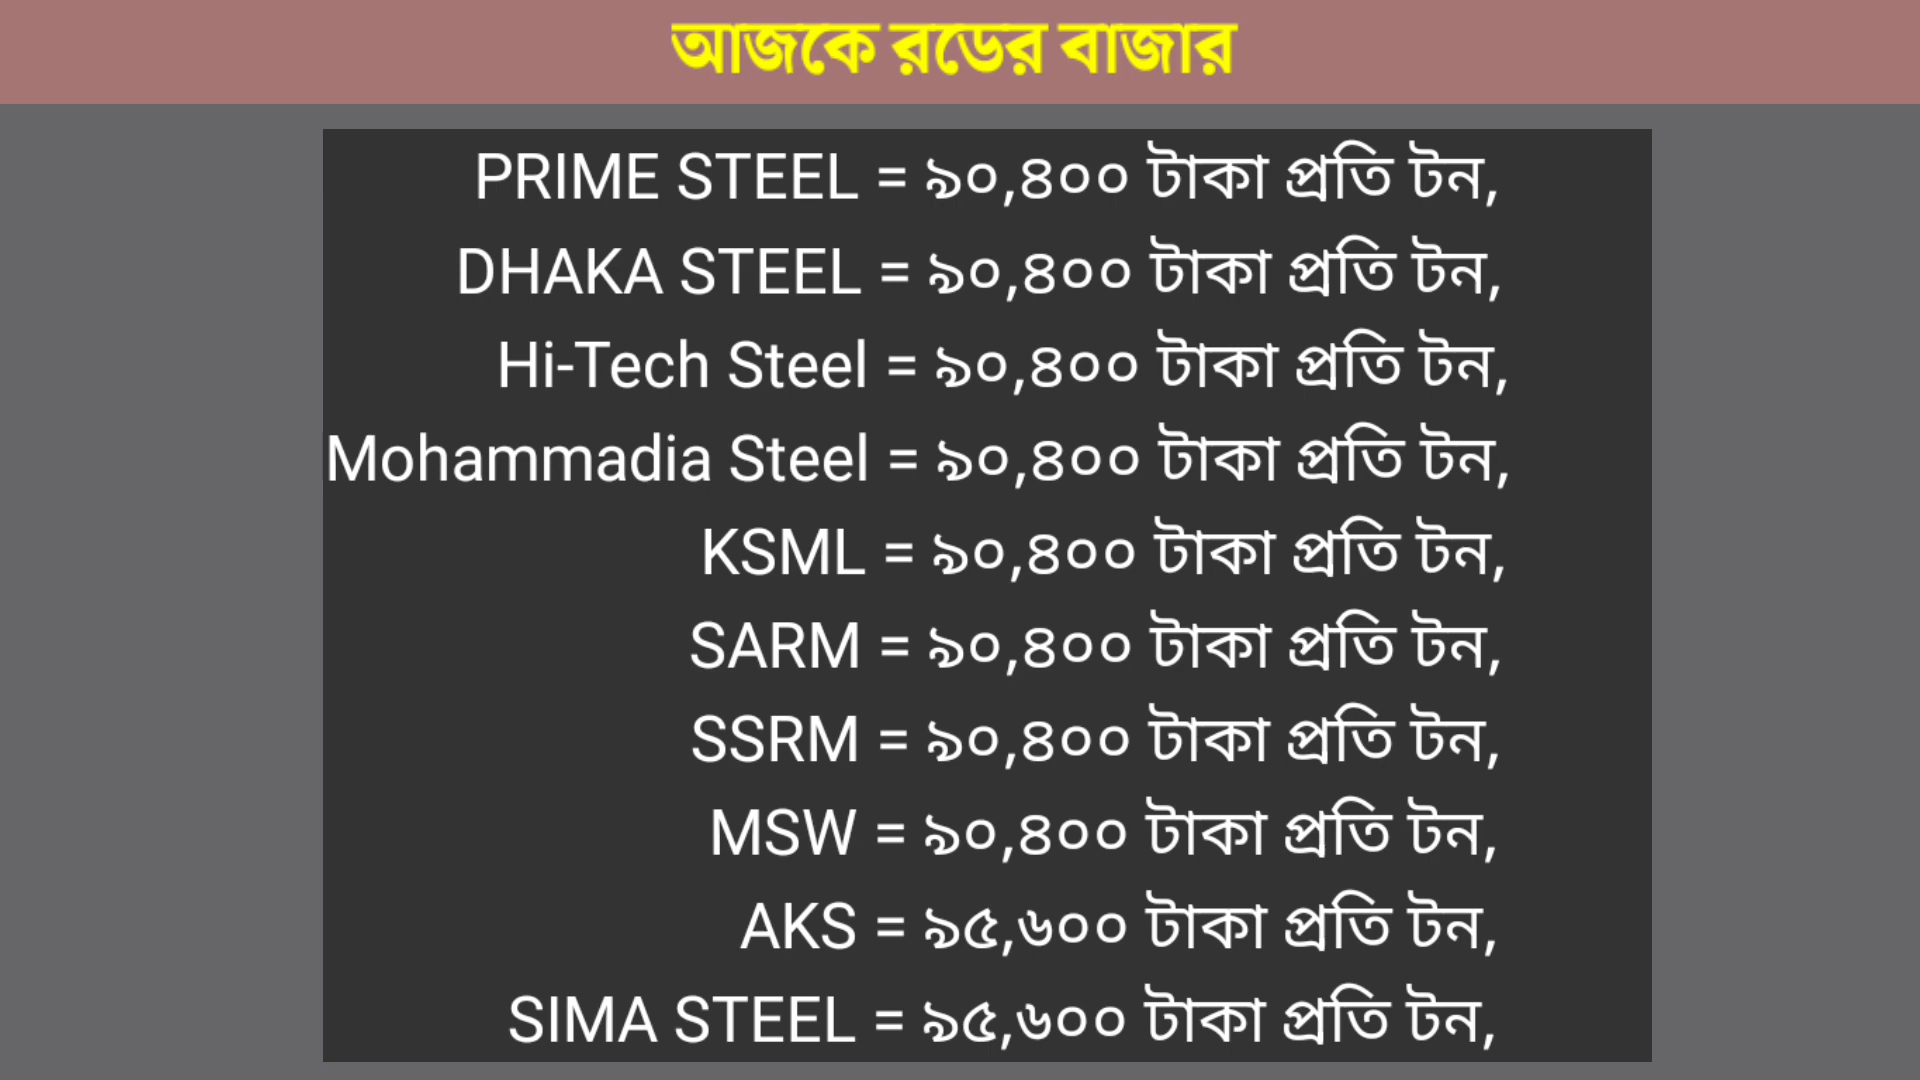 আজকে রডের বাজার
PRIME STEEL = ৯০,৪০০ টাকা প্রতি টন,
DHAKA STEEL = ৯০,৪০০ টাকা প্রতি টন,
Hi-Tech Steel = ৯০,৪০০ টাকা প্রতি টন,
Mohammadia Steel = ৯০,৪০০ টাকা প্রতি টন,
KSML = ৯০,৪০০ টাকা প্রতি টন,
SARM = ৯০,৪০০ টাকা প্রতি টন,
SSRM = ৯০,৪০০ টাকা প্রতি টন,
MSW = ৯০,৪০০ টাকা প্রতি টন,
AKS = ৯৫,৬০০ টাকা প্রতি টন,
SIMA STEEL = ৯৫,৬০০ টাকা প্রতি টন,